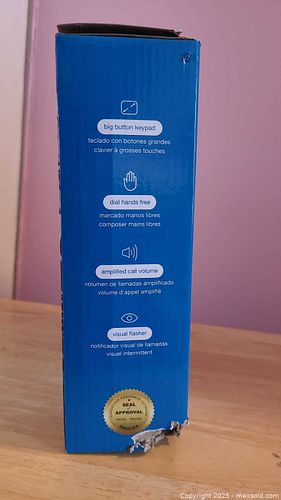 big button keypad
teclado con botones grandes
clavier à grosses touches
dial hands free
marcado manos libres
composer mains libres
amplified call volume
volumen de llamadas amplificado
volume d'appel amplifié
visual flasher
notificador visual de llamadas
visuel intermittent
SEAL
of
APPROVAL
Copyright 2025 - maxsold.com